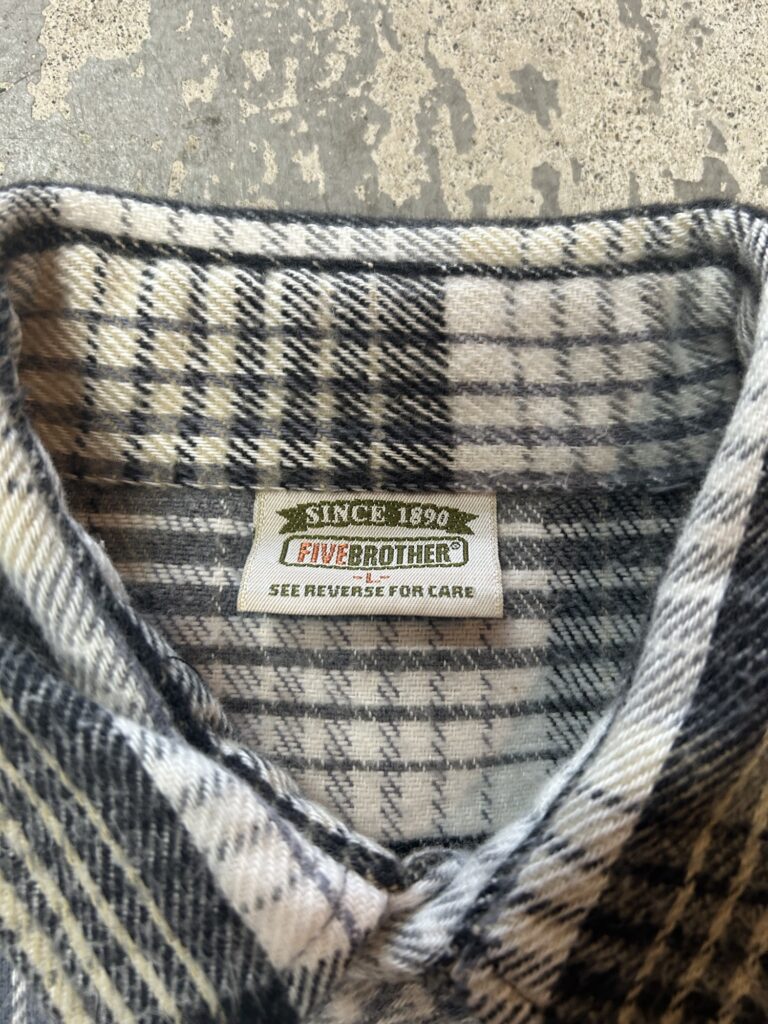 SINCE 1890
FIVEBROTHER®
-L-
SEE REVERSE FOR CARE